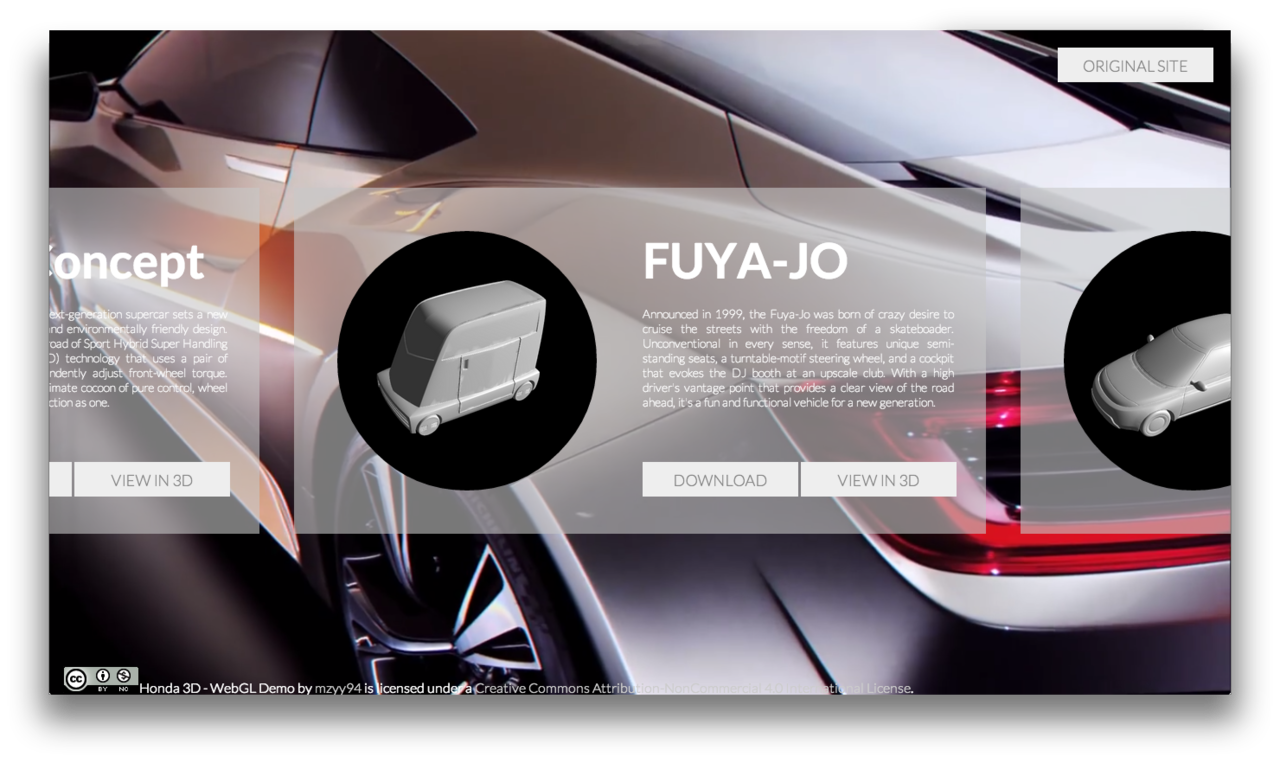 ORIGINAL SITE
oncept
ext-generation supercar sets a new
and environmentally friendly design.
road of Sport Hybrid Super Handling
technology that uses a pair of
ndently adjust front-wheel torque.
imate cocoon of pure control, wheel
ction as one.
VIEW IN 3D
FUYA-JO
Announced in 1999, the Fuya-Jo was born of crazy desire to
cruise the streets with the freedom of a skateboader.
Unconventional in every sense, it features unique semi-
standing seats, a turntable-motif steering wheel, and a cockpit
that evokes the DJ booth at an upscale club. With a high
driver's vantage point that provides a clear view of the road
ahead, it's a fun and functional vehicle for a new generation.
DOWNLOAD
VIEW IN 3D
MICHELIN
cc BY NC
Honda 3D - WebGL Demo by mzyy94 is licensed under a Creative Commons Attribution-NonCommercial 4.0 International License.